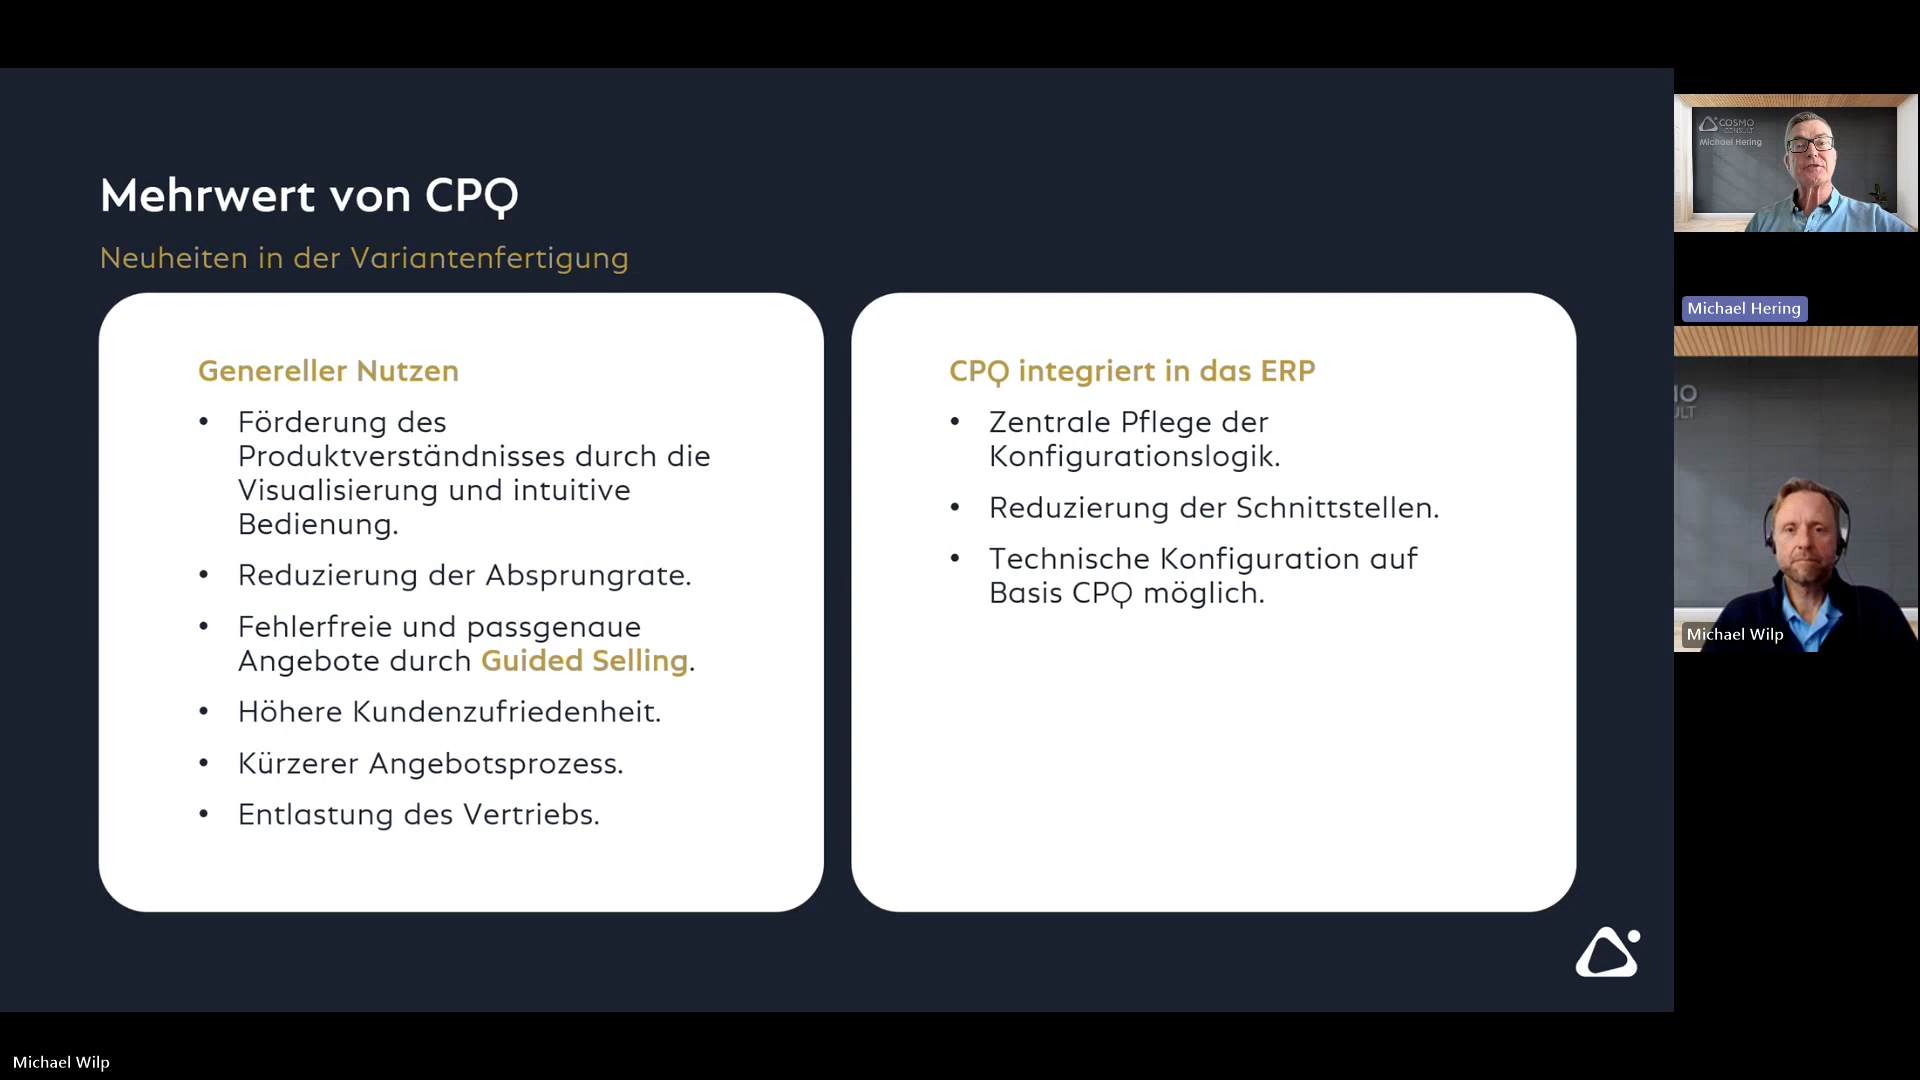 Mehrwert von CPQ
Neuheiten in der Variantenfertigung
Genereller Nutzen
• Förderung des
Produktverständnisses durch die
Visualisierung und intuitive
Bedienung.
• Reduzierung der Absprungrate.
• Fehlerfreie und passgenaue
Angebote durch Guided Selling.
• Höhere Kundenzufriedenheit.
• Kürzerer Angebotsprozess.
• Entlastung des Vertriebs.
CPQ integriert in das ERP
• Zentrale Pflege der
Konfigurationslogik.
• Reduzierung der Schnittstellen.
• Technische Konfiguration auf
Basis CPQ möglich.
COSMO
CONSULT
Michael Hering
Michael Hering
MO
ULT
Michael Wilp
Michael Wilp